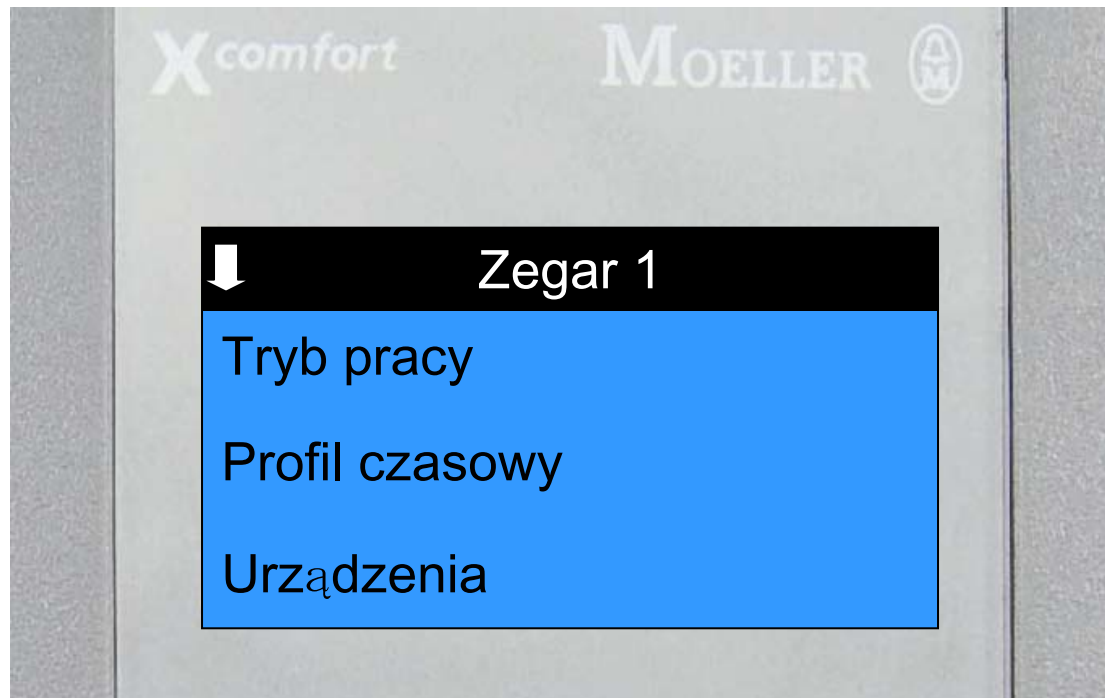 Xcomfort MOELLER
Zegar 1
Tryb pracy
Profil czasowy
Urządzenia